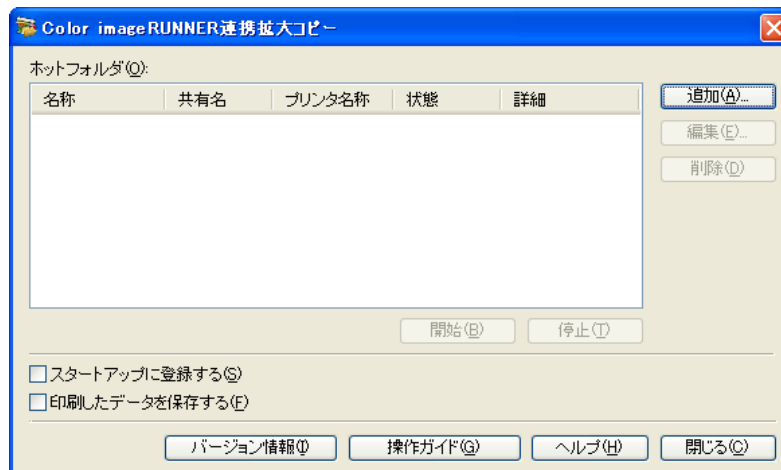 Color imageRUNNER連携拡大コピー
ホットフォルダ(O):
名称 共有名 プリンタ名称 状態 詳細
追加(A)...
編集(E)...
削除(D)
開始(B) 停止(T)
スタートアップに登録する(S)
印刷したデータを保存する(F)
バージョン情報(I) 操作ガイド(G) ヘルプ(H) 閉じる(C)